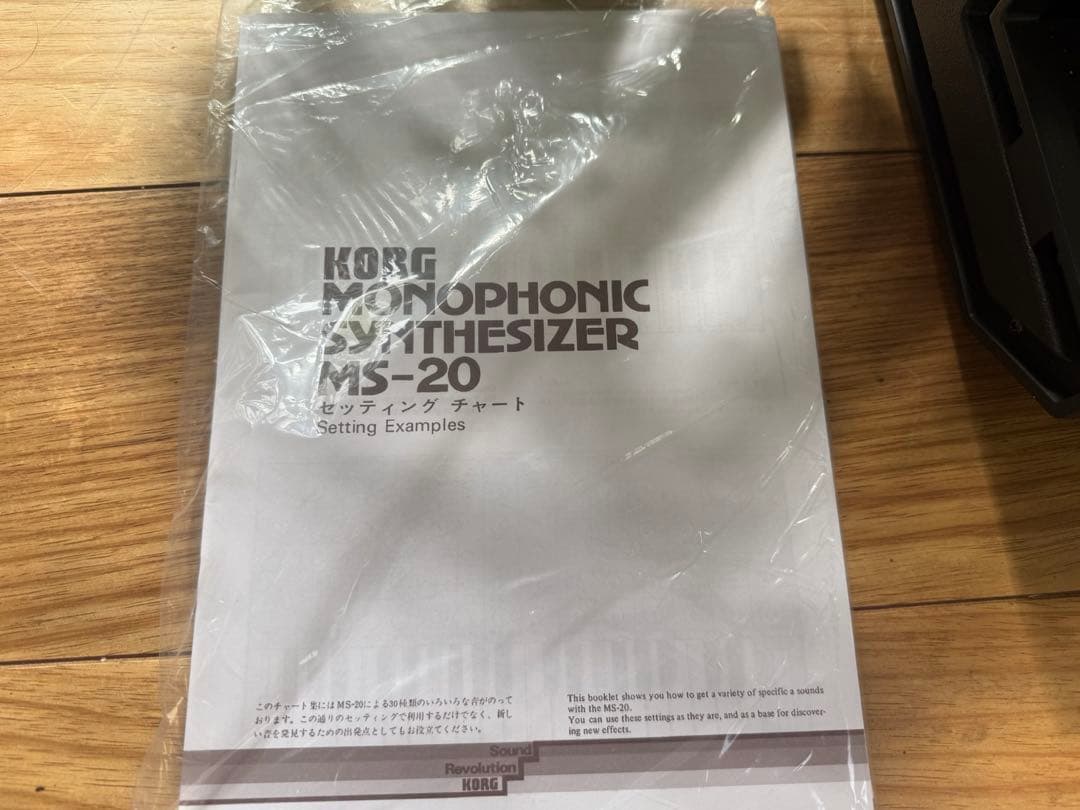 KORG
MONOPHONIC
SYNTHESIZER
MS-20
セッティング チャート
Setting Examples
このチャート集にはMS-20による30種類のいろいろな音がのって
おります。この通りのセッティングで利用するだけでなく、新し
い音を発見するための出発点としてもお役立てください。
This booklet shows you how to get a variety of specific a sounds
with the MS-20.
You can use these settings as they are, and as a base for discover-
ing new effects.
Sound
Revolution
KORG